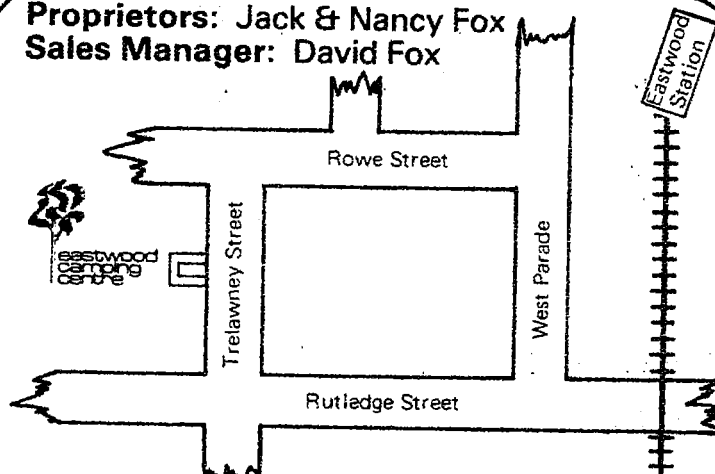 Proprietors: Jack & Nancy Fox
Sales Manager: David Fox
Eastwood
Station
Rowe Street
Trelawney Street
West Parade
eastwood
camping
centre
Rutledge Street